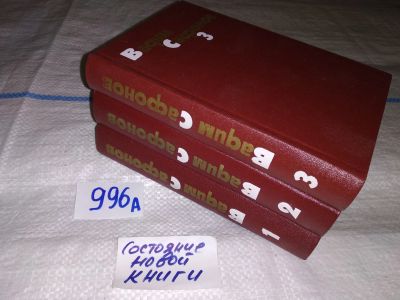 Вадим
Сафонов
3
Вадим Сафонов 3
Вадим Сафонов 2
Вадим Сафонов 1
996А
Состояние
новой
книги